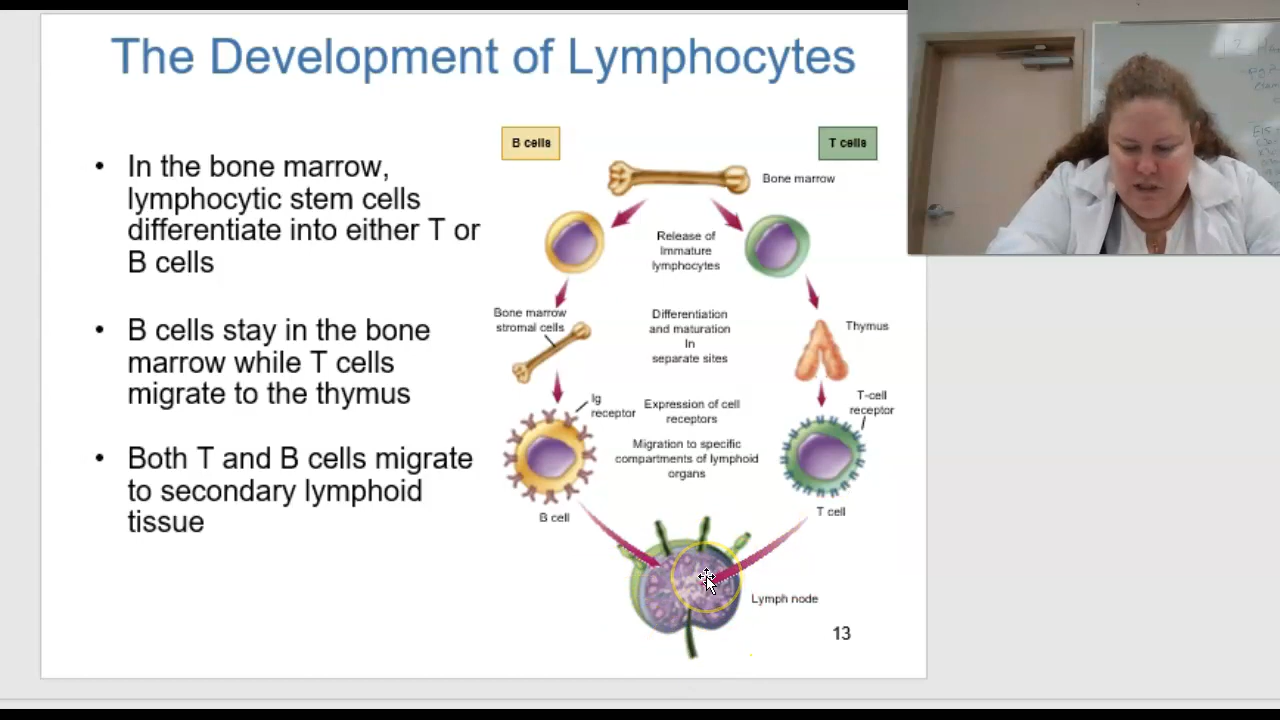 The Development of Lymphocytes
• In the bone marrow,
lymphocytic stem cells
differentiate into either T or
B cells
• B cells stay in the bone
marrow while T cells
migrate to the thymus
• Both T and B cells migrate
to secondary lymphoid
tissue
B cells
T cells
Bone marrow
Release of
Immature
lymphocytes
Bone marrow
stromal cells
Differentiation
and maturation
In
separate sites
Thymus
Ig
receptor
Expression of cell
receptors
T-cell
receptor
Migration to specific
compartments of lymphoid
organs
B cell
T cell
Lymph node
13